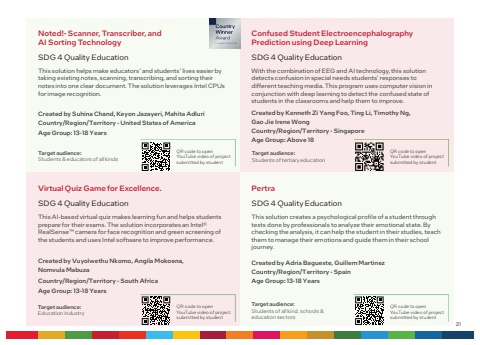 Noted!- Scanner, Transcriber, and
AI Sorting Technology
Country
Winner
Award
SDG 4 Quality Education
This solution helps make educators' and students' lives easier by
taking existing notes, scanning, transcribing, and sorting their
notes into one clear document. The solution leverages Intel CPUs
for image recognition.
Created by Suhina Chand, Keyon Jazayeri, Mahita Adluri
Country/Region/Territory - United States of America
Age Group: 13-18 Years
Target audience:
Students & educators of all kinds
QR code to open
YouTube video of project
submitted by student
Confused Student Electroencephalography
Prediction using Deep Learning
SDG 4 Quality Education
With the combination of EEG and AI technology, this solution
detects confusion in special needs students' responses to
different teaching media. This program uses computer vision in
conjunction with deep learning to detect the confused state of
students in the classrooms and help them to improve.
Created by Kenneth Zi Yang Foo, Ting Li, Timothy Ng,
Gao Jie Irene Wong
Country/Region/Territory - Singapore
Age Group: Above 18
Target audience:
Students of tertiary education
QR code to open
YouTube video of project
submitted by student
Virtual Quiz Game for Excellence.
SDG 4 Quality Education
This AI-based virtual quiz makes learning fun and helps students
prepare for their exams. The solution incorporates an Intel®
RealSense™ camera for face recognition and green screening of
the students and uses Intel software to improve performance.
Created by Vuyolwethu Nkomo, Angila Mokoena,
Nomvula Mabuza
Country/Region/Territory - South Africa
Age Group: 13-18 Years
Target audience:
Education industry
QR code to open
YouTube video of project
submitted by student
Pertra
SDG 4 Quality Education
This solution creates a psychological profile of a student through
tests done by professionals to analyze their emotional state. By
checking the analysis, it can help the student in their studies, teach
them to manage their emotions and guide them in their school
journey.
Created by Adria Bagueste, Guillem Martinez
Country/Region/Territory - Spain
Age Group: 13-18 Years
Target audience:
Students of all kind, schools &
education sectors
QR code to open
YouTube video of project
submitted by student